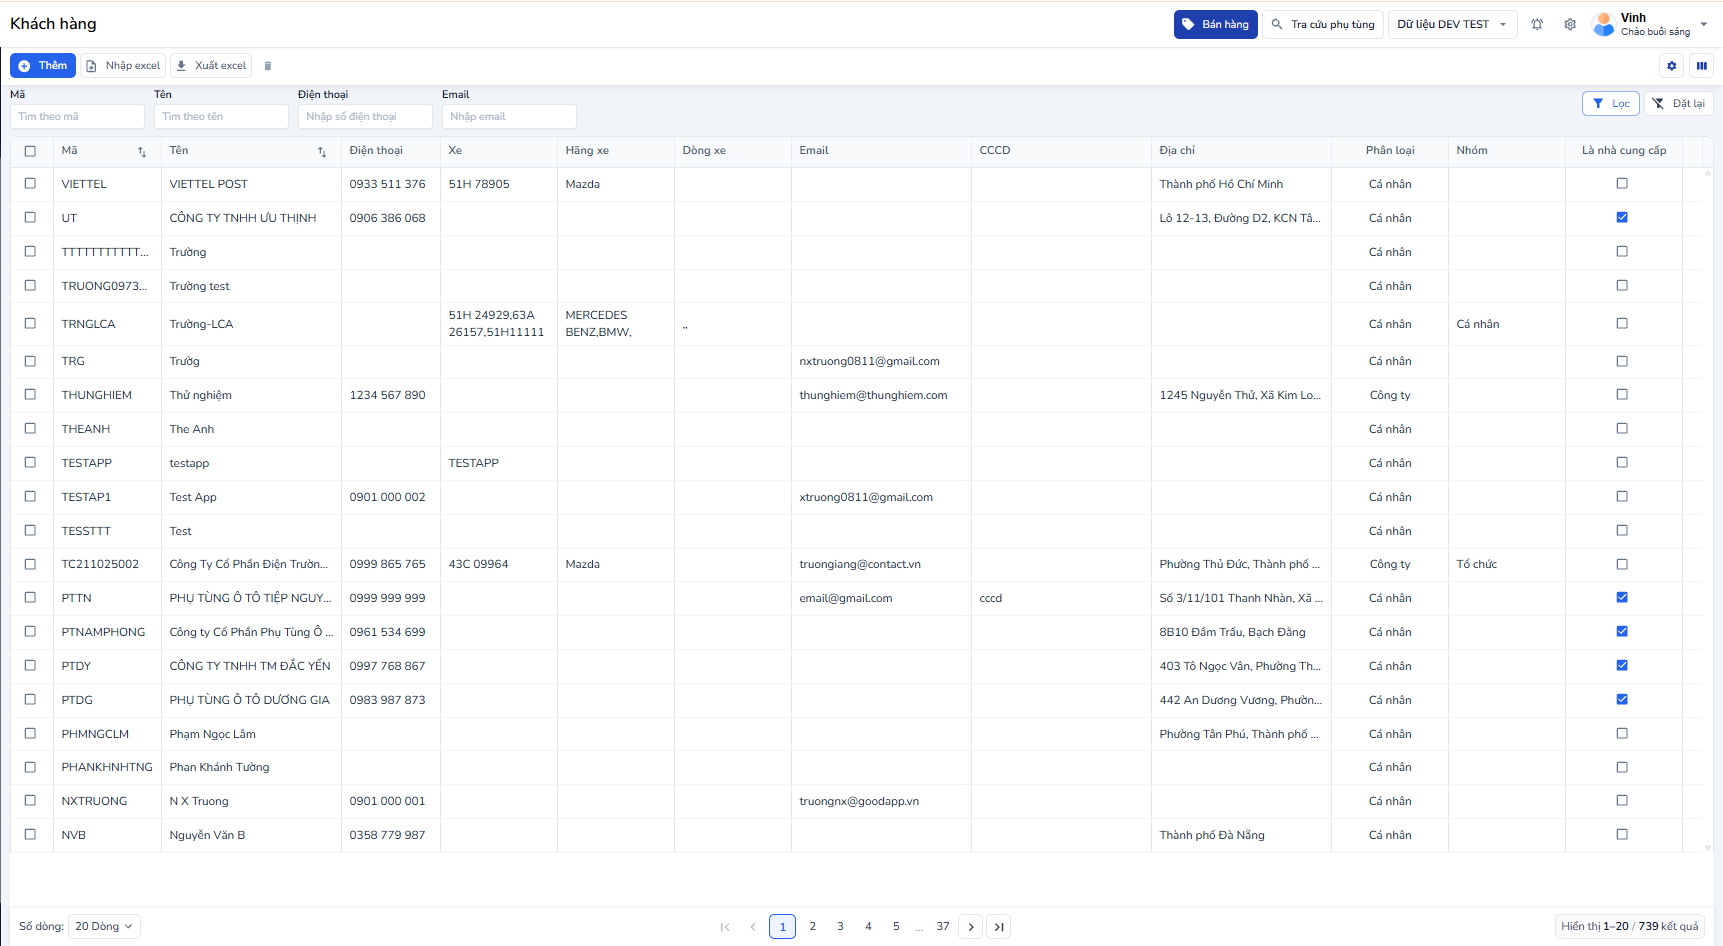 Khách hàng
Bán hàng
Tra cứu phụ tùng
Dữ liệu DEV TEST
Vinh
Chào buổi sáng
Thêm
Nhập excel
Xuất excel
Mã
Tên
Điện thoại
Email
Tìm theo mã
Tìm theo tên
Nhập số điện thoại
Nhập email
Lọc
Đặt lại
Mã Tên Điện thoại Xe Hãng xe Dòng xe Email CCCD Địa chỉ Phân loại Nhóm Là nhà cung cấp
VIETTEL VIETTEL POST 0933 511 376 51H 78905 Mazda Thành phố Hồ Chí Minh Cá nhân
UT CÔNG TY TNHH ƯU THỊNH 0906 386 068 Lô 12-13, Đường D2, KCN Tâ... Cá nhân
TTTTTTTTTTT... Trường Cá nhân
TRUONG0973... Trường test Cá nhân
TRNGLCA Trường-LCA 51H 24929,63A 26157,51H11111 MERCEDES BENZ,BMW, ,, Cá nhân Cá nhân
TRG Trườg nxtruong0811@gmail.com Cá nhân
THUNGHIEM Thử nghiệm 1234 567 890 thunghiem@thunghiem.com 1245 Nguyễn Thử, Xã Kim Lo... Công ty
THEANH The Anh Cá nhân
TESTAPP testapp TESTAPP Cá nhân
TESTAP1 Test App 0901 000 002 xtruong0811@gmail.com Cá nhân
TESSTTT Test Cá nhân
TC211025002 Công Ty Cổ Phần Điện Trườn... 0999 865 765 43C 09964 Mazda truongiang@contact.vn Phường Thủ Đức, Thành phố ... Công ty Tổ chức
PTTN PHỤ TÙNG Ô TÔ TIỆP NGUY... 0999 999 999 email@gmail.com cccd Số 3/11/101 Thanh Nhàn, Xã ... Cá nhân
PTNAMPHONG Công ty Cổ Phần Phụ Tùng Ô ... 0961 534 699 8B10 Đầm Trấu, Bạch Đằng Cá nhân
PTDY CÔNG TY TNHH TM ĐẮC YẾN 0997 768 867 403 Tô Ngọc Vân, Phường Th... Cá nhân
PTDG PHỤ TÙNG Ô TÔ DƯƠNG GIA 0983 987 873 442 An Dương Vương, Phườn... Cá nhân
PHMNGCLM Phạm Ngọc Lâm Phường Tân Phú, Thành phố ... Cá nhân
PHANKHNHTNG Phan Khánh Tường Cá nhân
NXTRUONG N X Truong 0901 000 001 truongnx@goodapp.vn Cá nhân
NVB Nguyễn Văn B 0358 779 987 Thành phố Đà Nẵng Cá nhân
Số dòng: 20 Dòng
1 2 3 4 5 ... 37
Hiển thị 1–20 / 739 kết quả